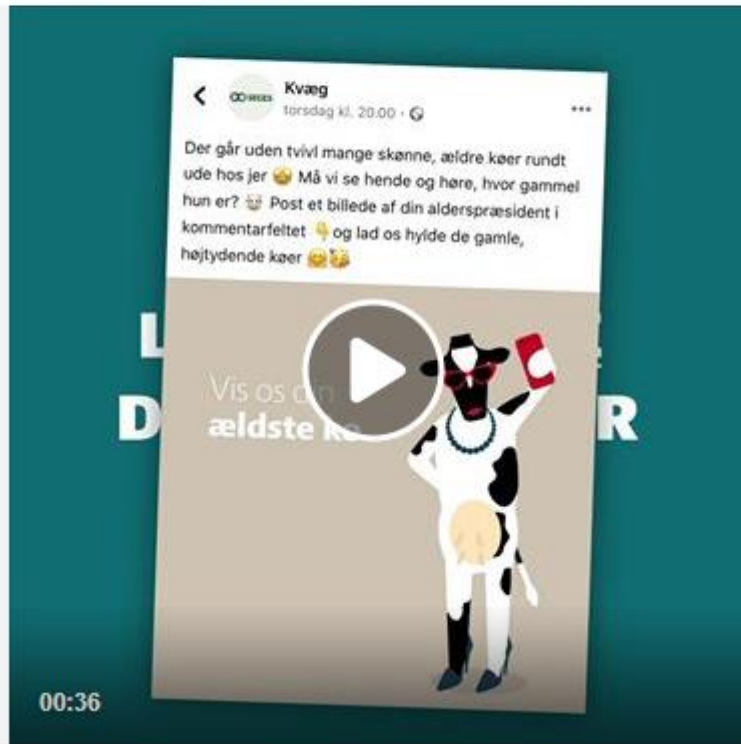 SEGES
Kvæg
torsdag kl. 20.00 ·
Der går uden tvivl mange skønne, ældre køer rundt
ude hos jer 🤩 Må vi se hende og høre, hvor gammel
hun er? 🐮 Post et billede af din alderspræsident i
kommentarfeltet 👇 og lad os hylde de gamle,
højtydende køer 🤗🥳
L
D R
Vis os din
ældste ko
00:36